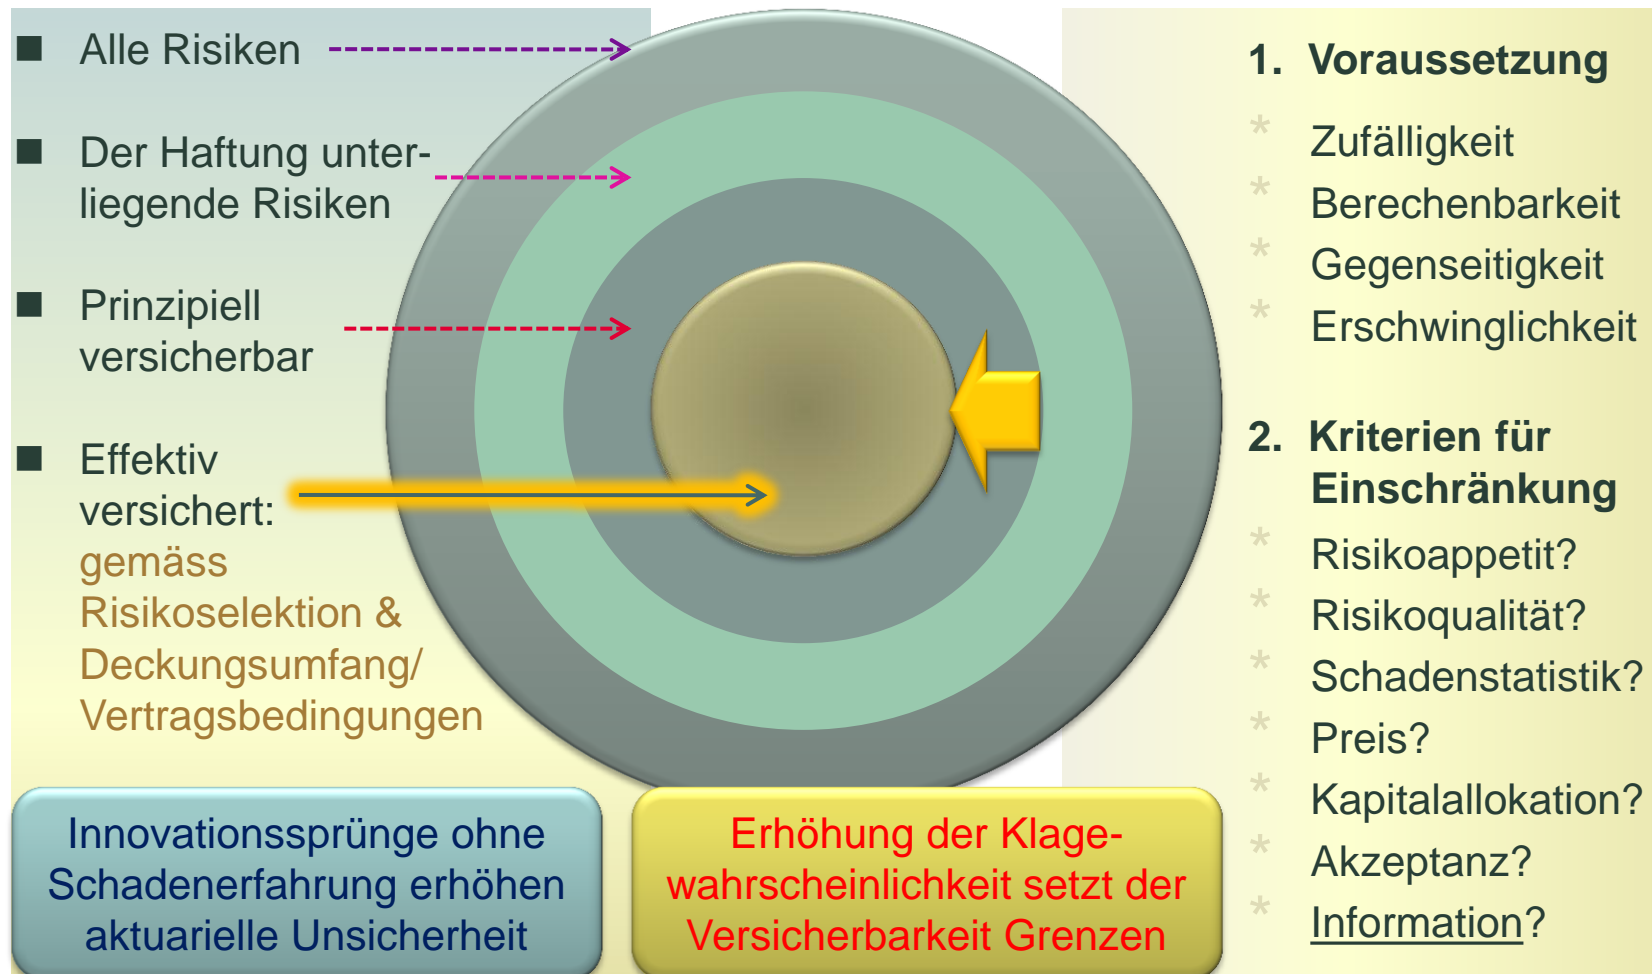 Alle Risiken
Der Haftung unter-
liegende Risiken
Prinzipiell
versicherbar
Effektiv
versichert:
gemäss
Risikoselektion &
Deckungsumfang/
Vertragsbedingungen
Innovationssprünge ohne
Schadenerfahrung erhöhen
aktuarielle Unsicherheit
Erhöhung der Klage-
wahrscheinlichkeit setzt der
Versicherbarkeit Grenzen
1. Voraussetzung
* Zufälligkeit
* Berechenbarkeit
* Gegenseitigkeit
* Erschwinglichkeit
2. Kriterien für
Einschränkung
* Risikoappetit?
* Risikoqualität?
* Schadenstatistik?
* Preis?
* Kapitalallokation?
* Akzeptanz?
* Information?